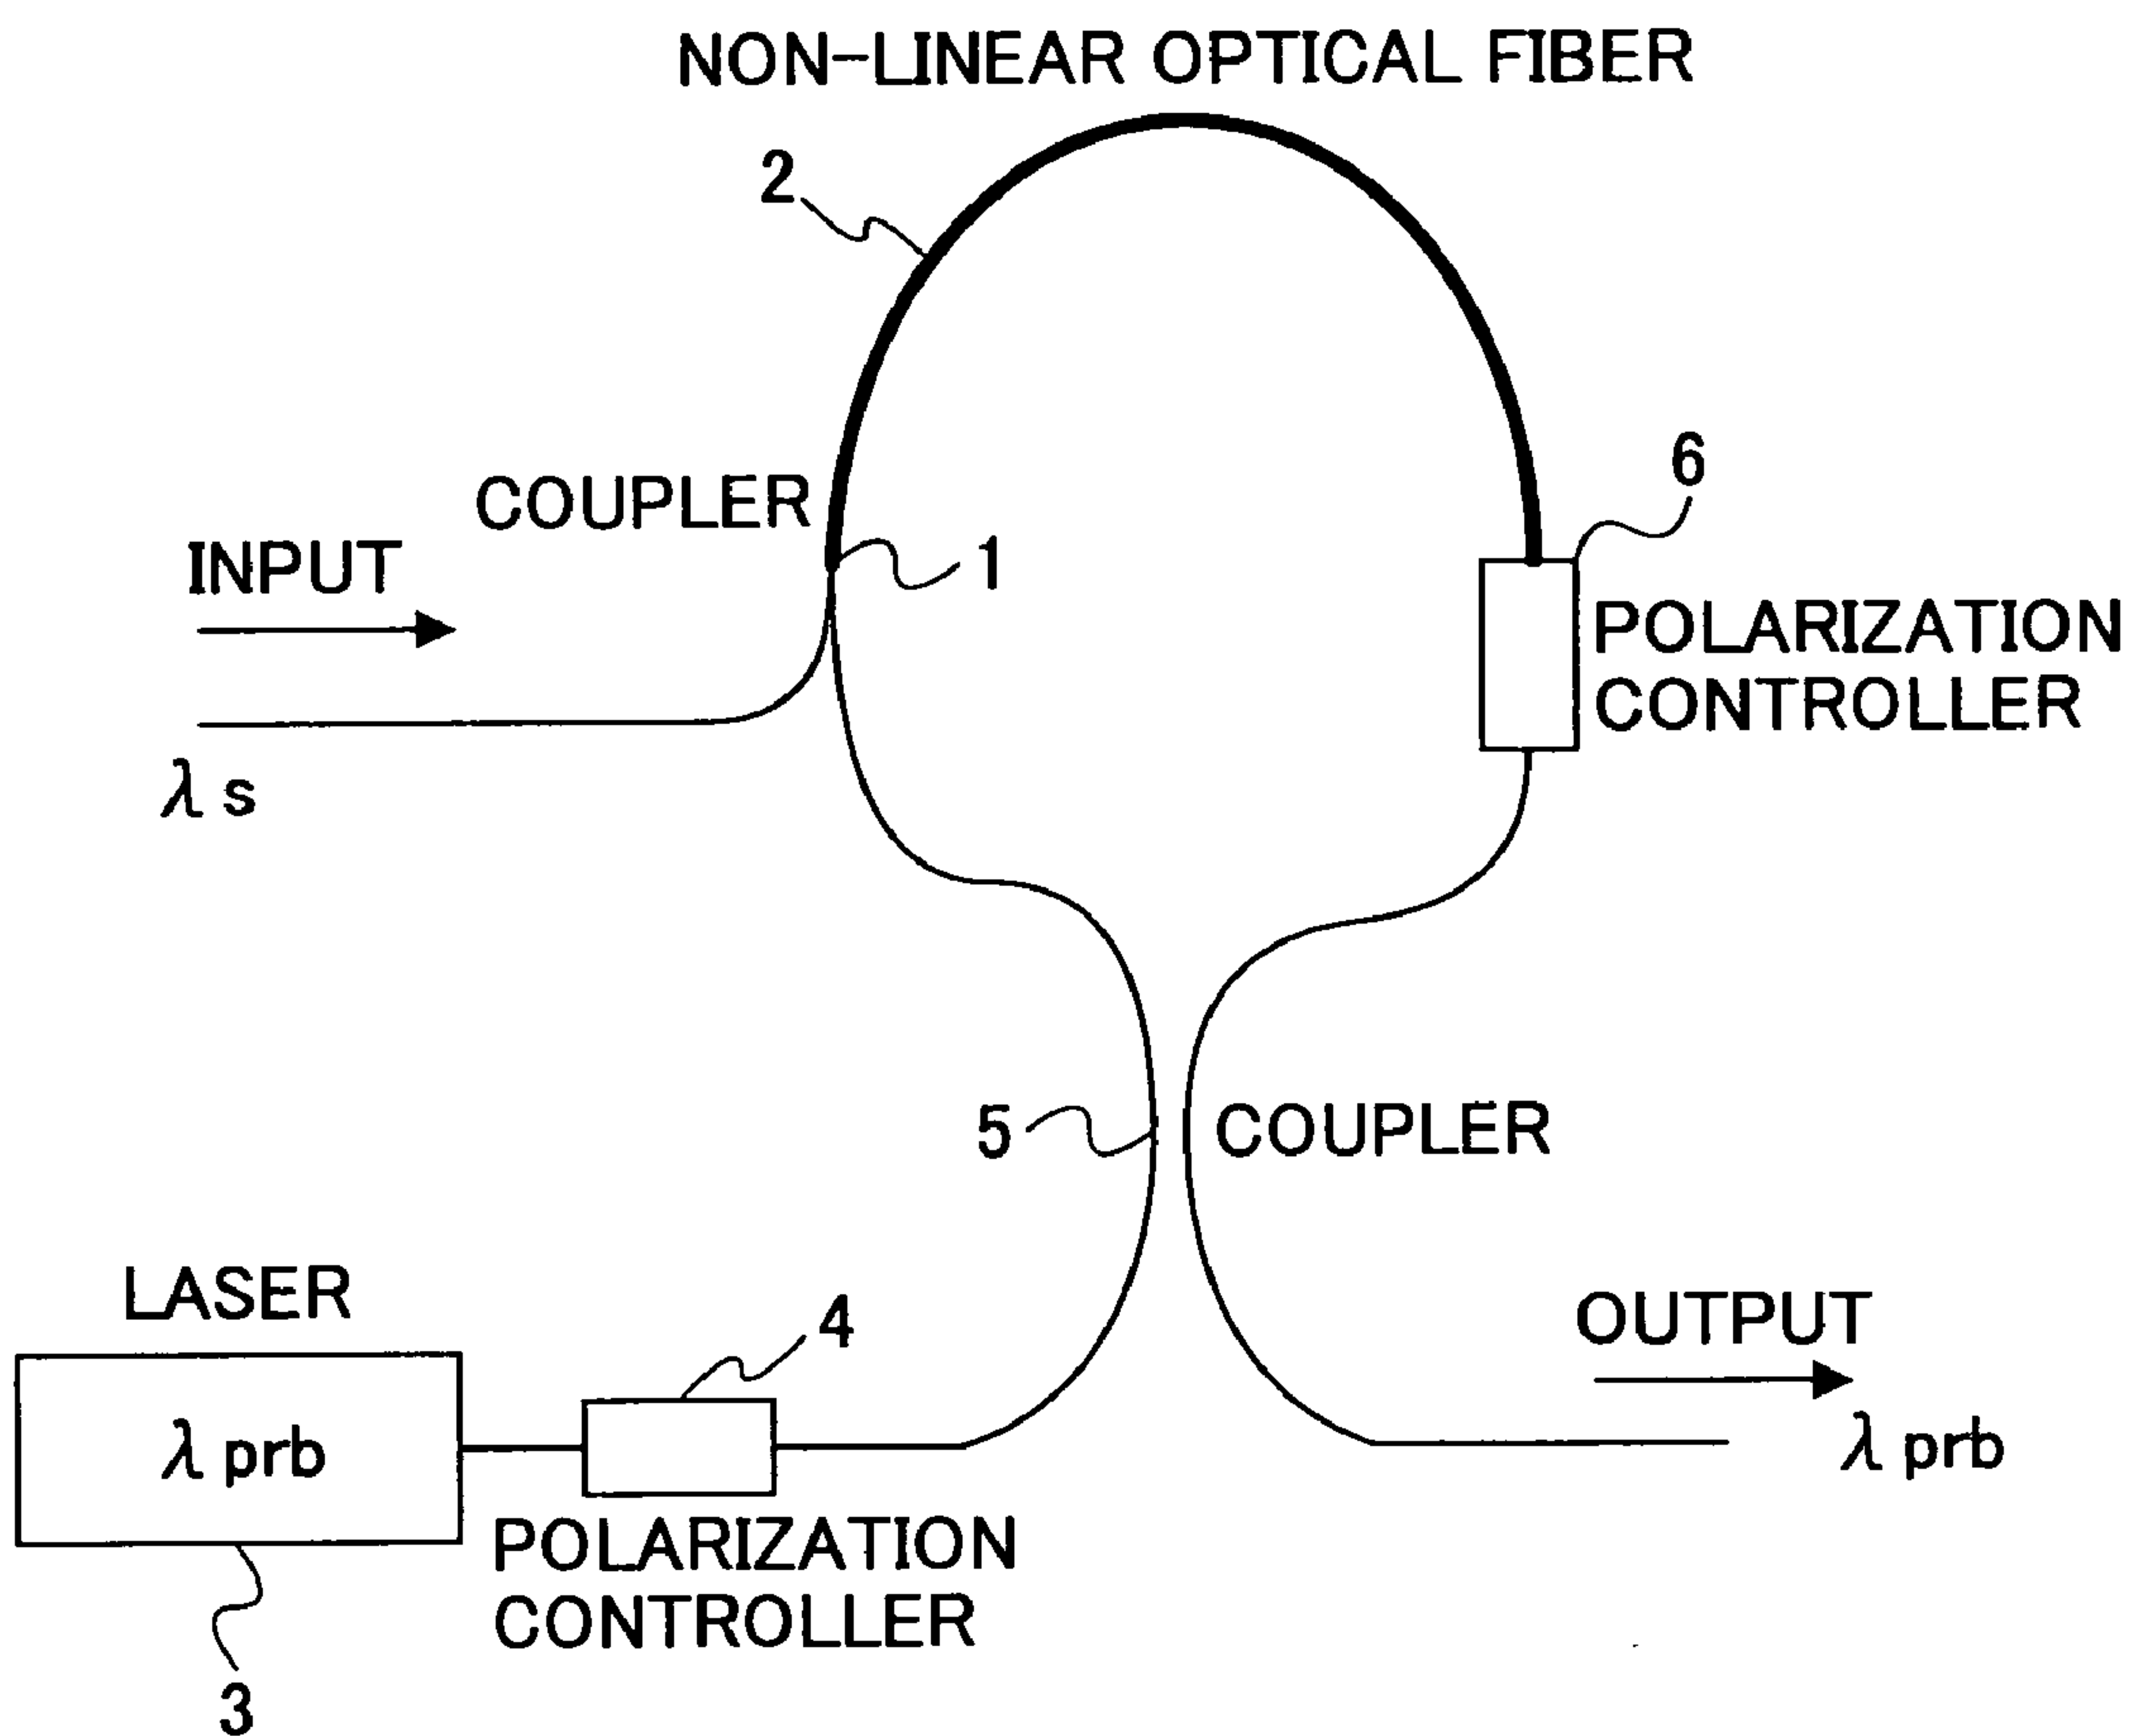 NON-LINEAR OPTICAL FIBER
2
6
COUPLER
1
INPUT
POLARIZATION
CONTROLLER
λs
5
COUPLER
LASER
4
OUTPUT
λprb
λprb
POLARIZATION
CONTROLLER
3